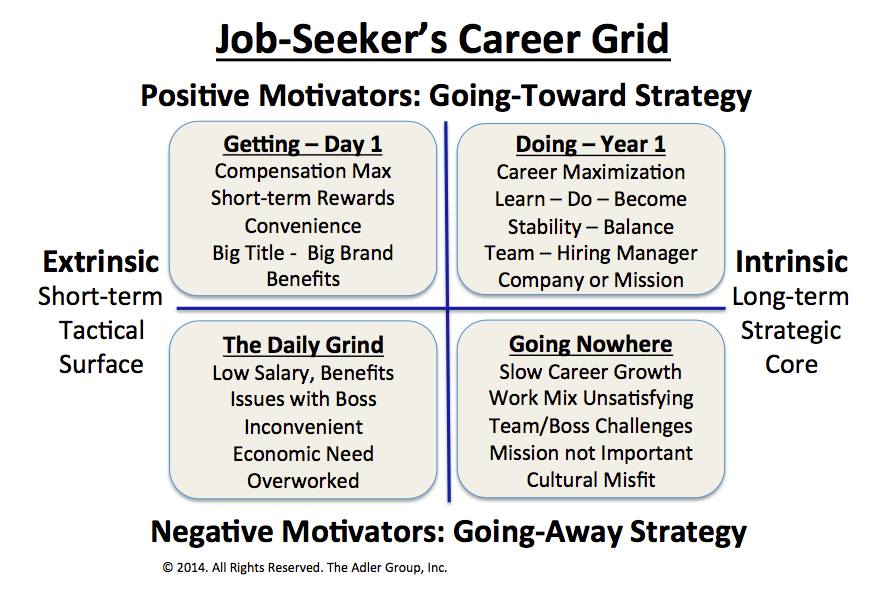 Job-Seeker’s Career Grid
Positive Motivators: Going-Toward Strategy
Getting – Day 1
Compensation Max
Short-term Rewards
Convenience
Big Title -  Big Brand
Benefits
Doing – Year 1
Career Maximization
Learn – Do – Become
Stability – Balance
Team – Hiring Manager
Company or Mission
Extrinsic
Short-term
Tactical
Surface
Intrinsic
Long-term
Strategic
Core
The Daily Grind
Low Salary, Benefits
Issues with Boss
Inconvenient
Economic Need
Overworked
Going Nowhere
Slow Career Growth
Work Mix Unsatisfying
Team/Boss Challenges
Mission not Important
Cultural Misfit
Negative Motivators: Going-Away Strategy
© 2014. All Rights Reserved. The Adler Group, Inc.